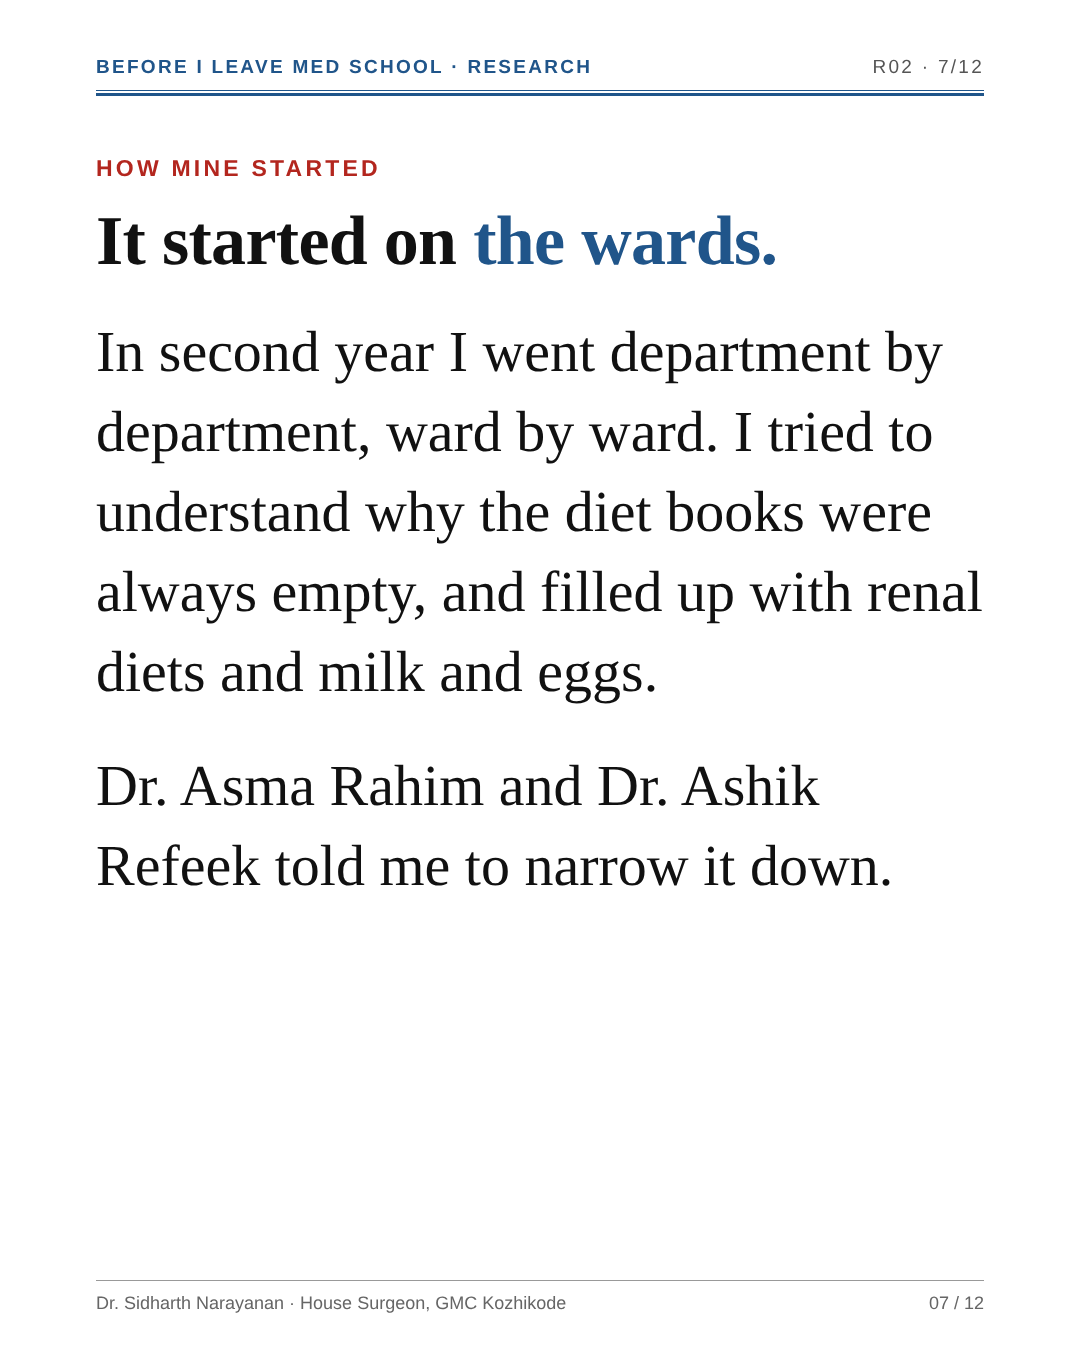 BEFORE I LEAVE MED SCHOOL · RESEARCH
R02 · 7/12
HOW MINE STARTED
It started on the wards.
In second year I went department by
department, ward by ward. I tried to
understand why the diet books were
always empty, and filled up with renal
diets and milk and eggs.
Dr. Asma Rahim and Dr. Ashik
Refeek told me to narrow it down.
Dr. Sidharth Narayanan · House Surgeon, GMC Kozhikode
07 / 12